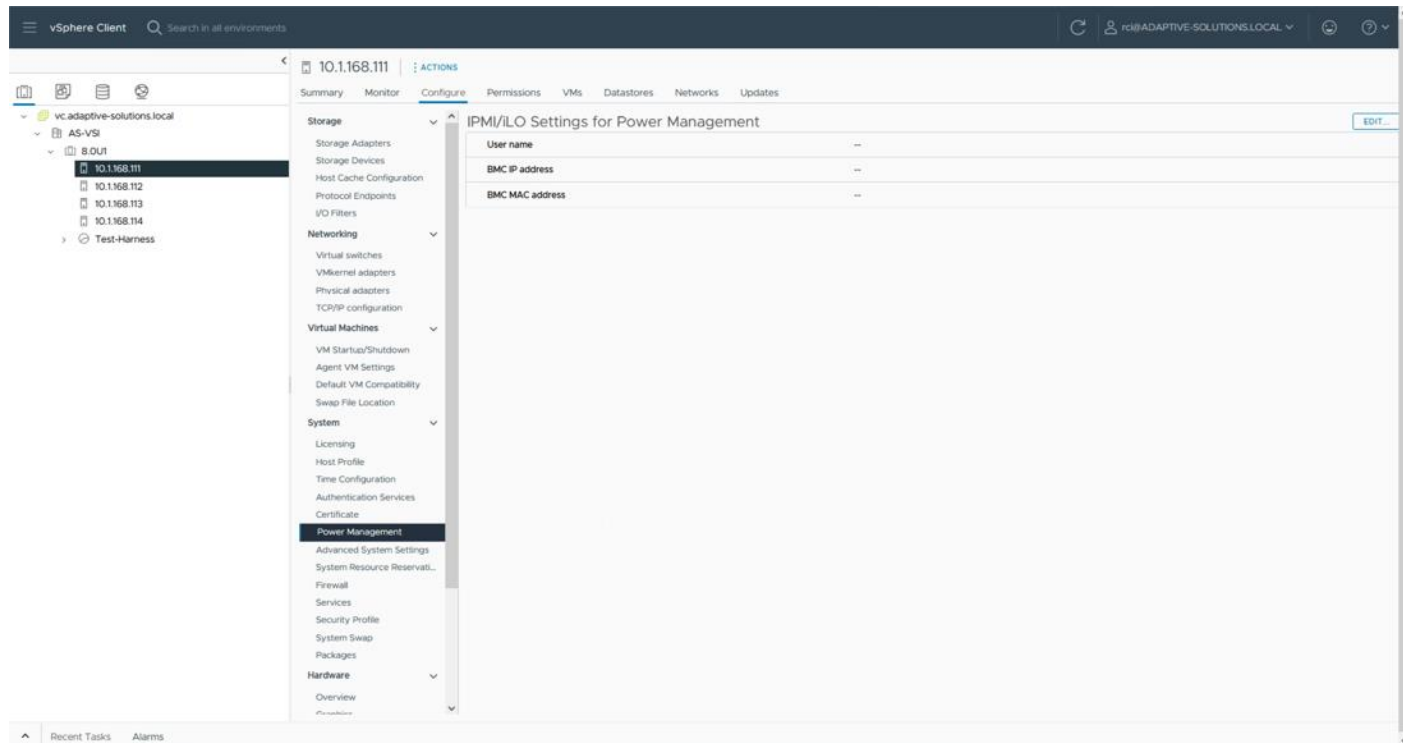 vSphere Client
Search in all environments
rci@ADAPTIVE-SOLUTIONS.LOCAL
10.1.168.111
ACTIONS
Summary Monitor Configure Permissions VMs Datastores Networks Updates
vc.adaptive-solutions.local
AS-VSI
8.0U1
10.1.168.111
10.1.168.112
10.1.168.113
10.1.168.114
Test-Harness
Storage
Storage Adapters
Storage Devices
Host Cache Configuration
Protocol Endpoints
I/O Filters
Networking
Virtual switches
VMkernel adapters
Physical adapters
TCP/IP configuration
Virtual Machines
VM Startup/Shutdown
Agent VM Settings
Default VM Compatibility
Swap File Location
System
Licensing
Host Profile
Time Configuration
Authentication Services
Certificate
Power Management
Advanced System Settings
System Resource Reservati...
Firewall
Services
Security Profile
System Swap
Packages
Hardware
Overview
IPMI/iLO Settings for Power Management
EDIT...
User name --
BMC IP address --
BMC MAC address --
Recent Tasks Alarms